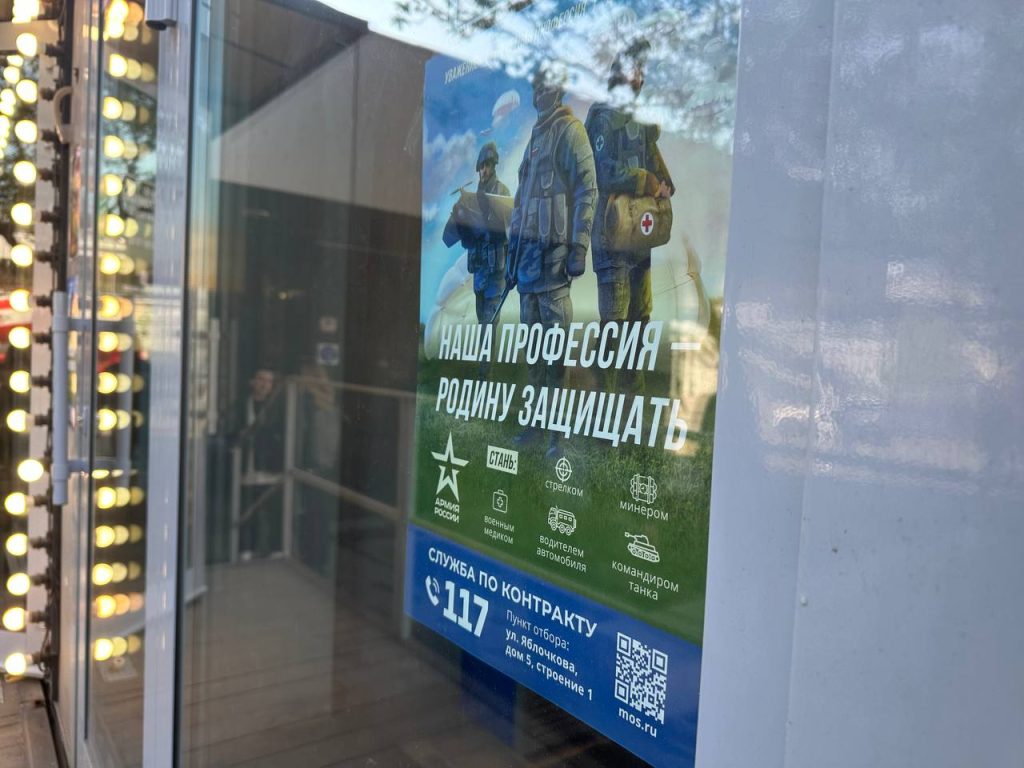 НАША ПРОФЕССИЯ —
РОДИНУ ЗАЩИЩАТЬ
АРМИЯ
РОССИИ
СТАНЬ:
стрелком
минером
военным
медиком
водителем
автомобиля
командиром
танка
СЛУЖБА ПО КОНТРАКТУ
117
Пункт отбора:
ул. Яблочкова,
дом 5, строение 1
mos.ru